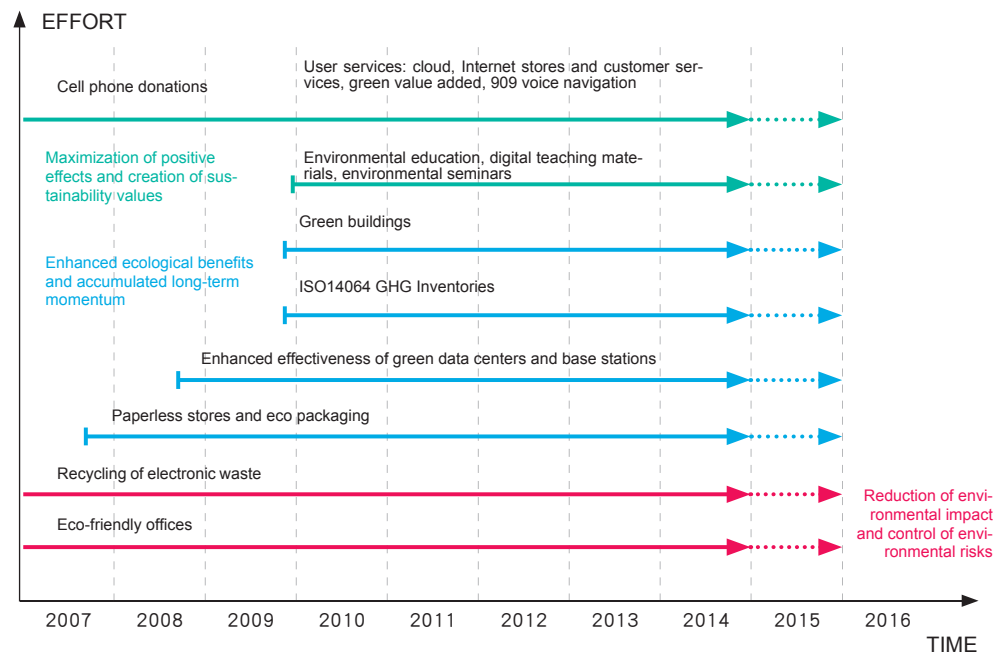 EFFORT
User services: cloud, Internet stores and customer ser-
vices, green value added, 909 voice navigation
Cell phone donations
Maximization of positive
effects and creation of sus-
tainability values
Environmental education, digital teaching mate-
rials, environmental seminars
Green buildings
Enhanced ecological benefits
and accumulated long-term
momentum
ISO14064 GHG Inventories
Enhanced effectiveness of green data centers and base stations
Paperless stores and eco packaging
Recycling of electronic waste
Reduction of envi-
ronmental impact
and control of envi-
ronmental risks
Eco-friendly offices
2007 2008 2009 2010 2011 2012 2013 2014 2015 2016
TIME